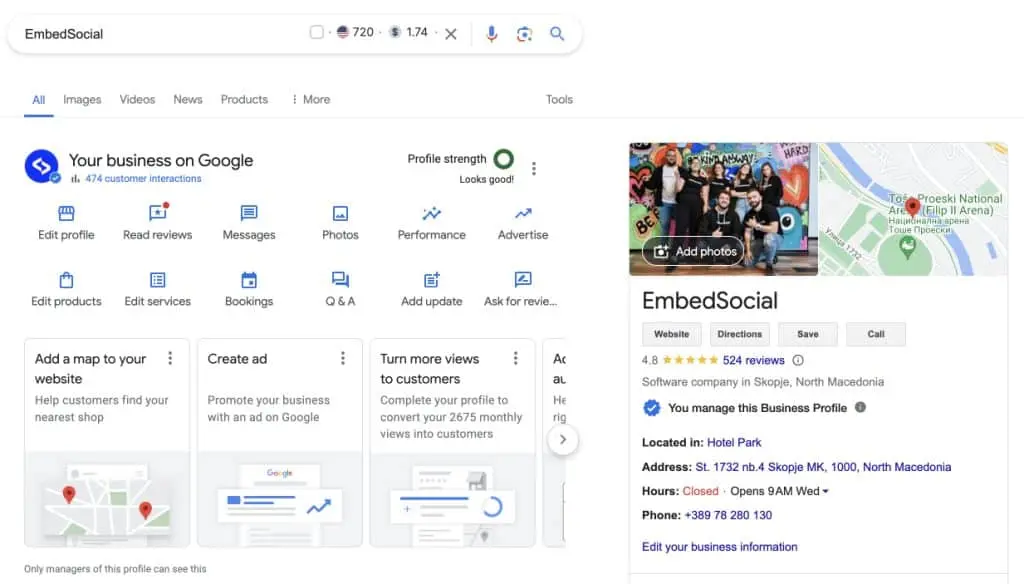 EmbedSocial
720 · 1.74 ·
All Images Videos News Products More Tools
Your business on Google
474 customer interactions
Profile strength
Looks good!
Edit profile Read reviews Messages Photos Performance Advertise
Edit products Edit services Bookings Q & A Add update Ask for revie...
Add a map to your
website
Help customers find your
nearest shop
Create ad
Promote your business
with an ad on Google
Google
Turn more views
to customers
Complete your profile to
convert your 2675 monthly
views into customers
Only managers of this profile can see this
BE KIND ANYWAY!
HARD
Add photos
Proeski National
(Filip II Arena)
Национална арена
Тоше Проески
Улица 1732
EmbedSocial
Website Directions Save Call
4.8 524 reviews
Software company in Skopje, North Macedonia
You manage this Business Profile
Located in: Hotel Park
Address: St. 1732 nb.4 Skopje MK, 1000, North Macedonia
Hours: Closed · Opens 9 AM Wed
Phone: +389 78 280 130
Edit your business information